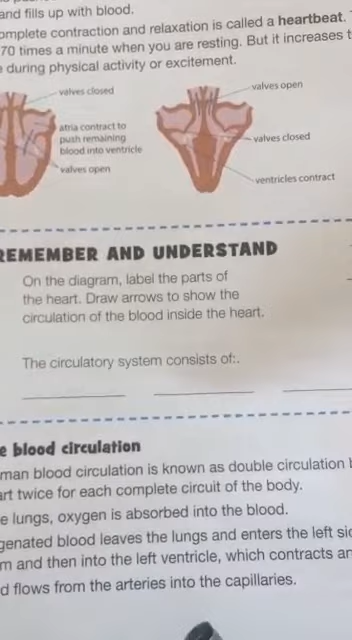 and fills up with blood.
omplete contraction and relaxation is called a heartbeat.
70 times a minute when you are resting. But it increases t
during physical activity or excitement.
valves closed
atria contract to
push remaining
blood into ventricle
valves open
valves open
valves closed
ventricles contract
REMEMBER AND UNDERSTAND
On the diagram, label the parts of
the heart. Draw arrows to show the
circulation of the blood inside the heart.
The circulatory system consists of:.
e blood circulation
man blood circulation is known as double circulation b
art twice for each complete circuit of the body.
e lungs, oxygen is absorbed into the blood.
genated blood leaves the lungs and enters the left sid
m and then into the left ventricle, which contracts an
d flows from the arteries into the capillaries.